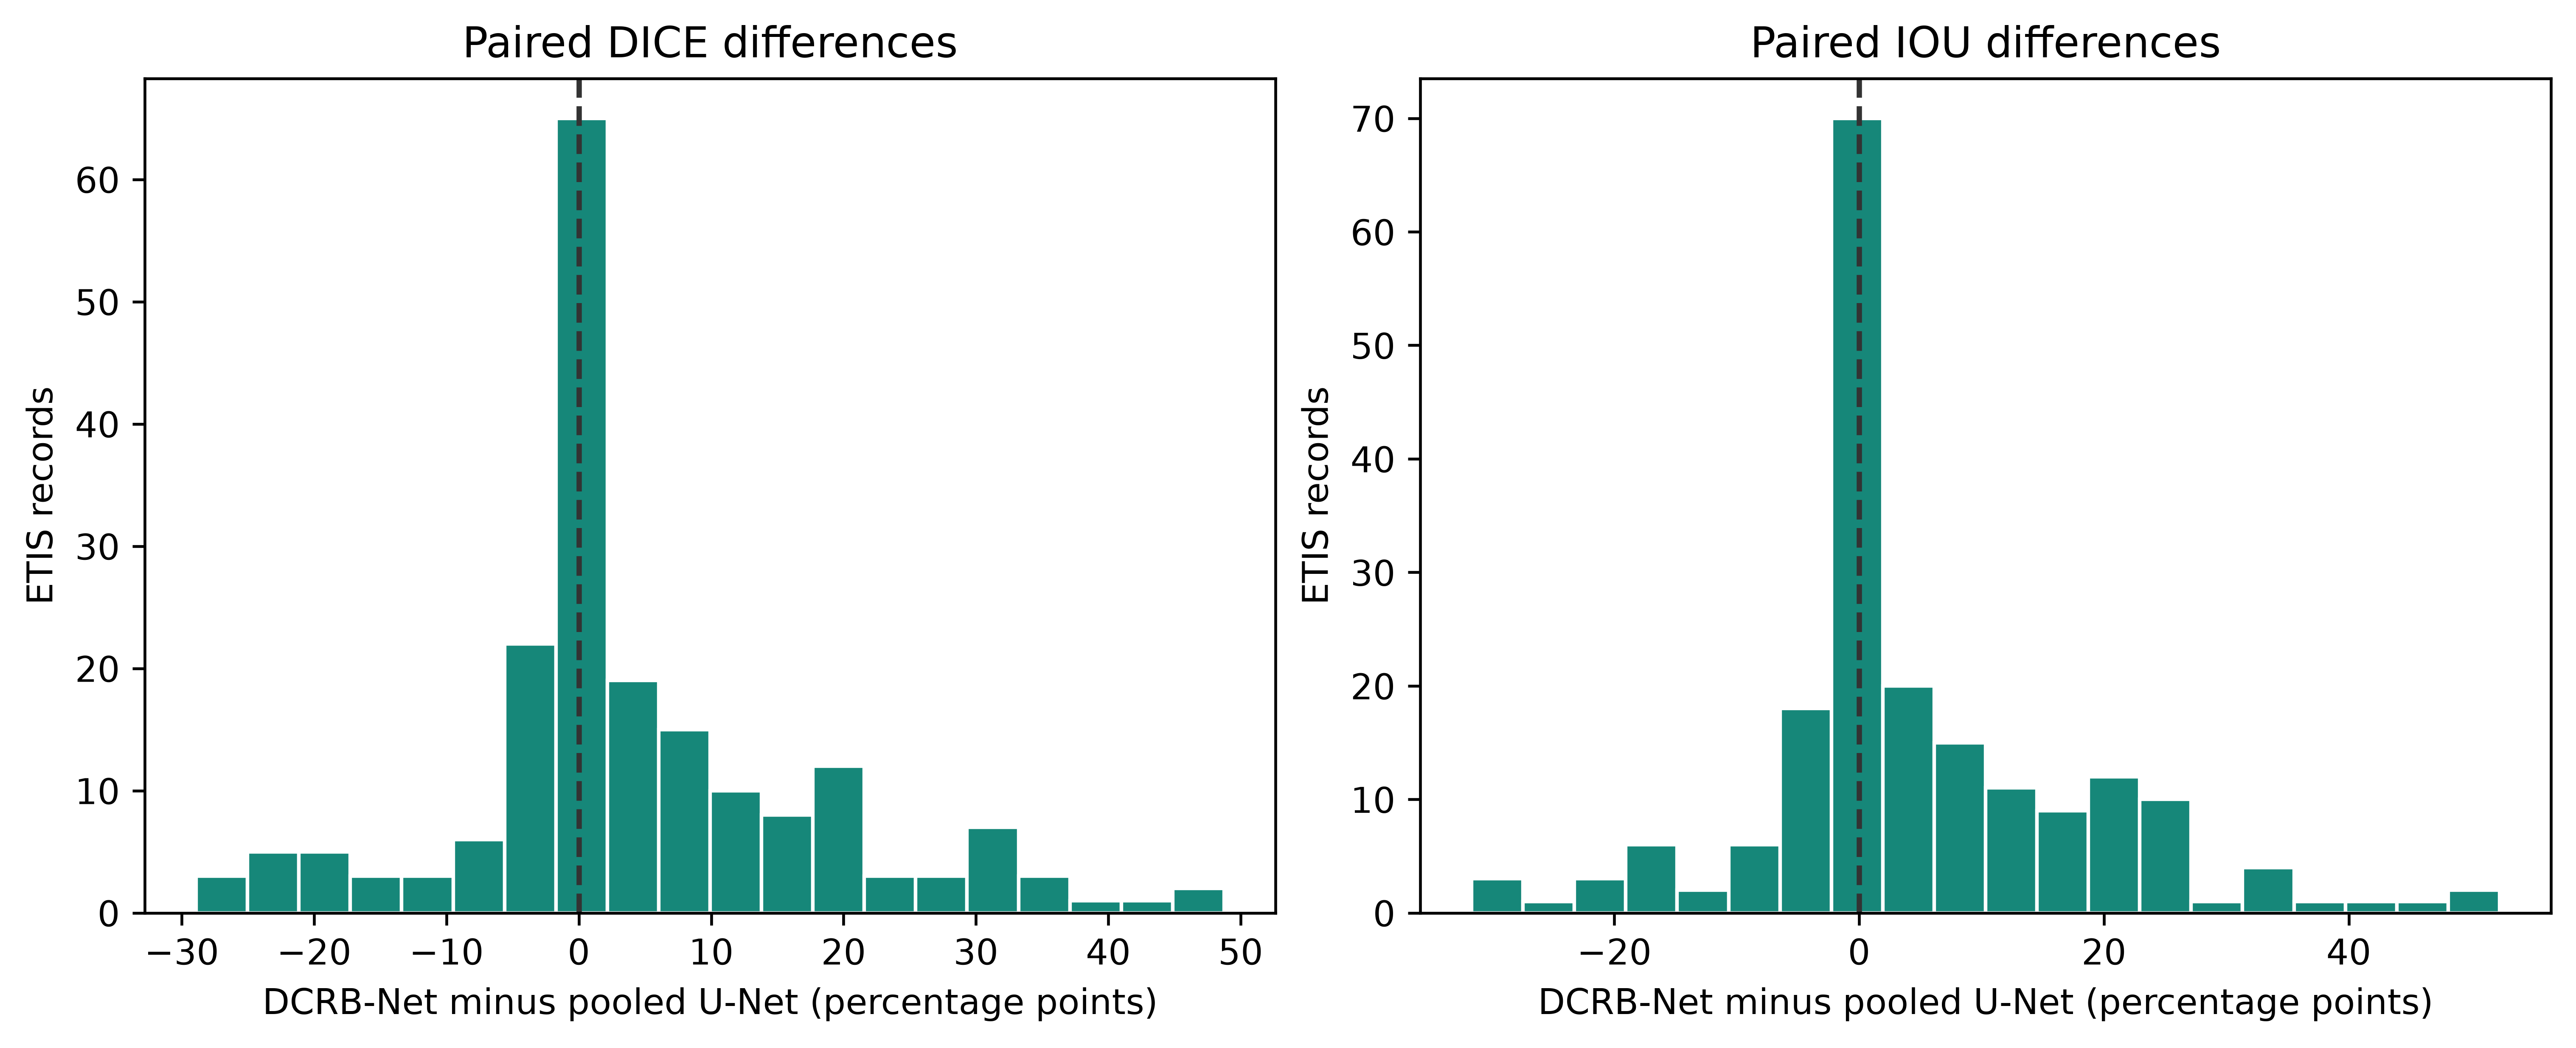 Paired DICE differences
ETIS records
60
50
40
30
20
10
0
−30 −20 −10 0 10 20 30 40 50
DCRB-Net minus pooled U-Net (percentage points)
Paired IOU differences
ETIS records
70
60
50
40
30
20
10
0
−20 0 20 40
DCRB-Net minus pooled U-Net (percentage points)